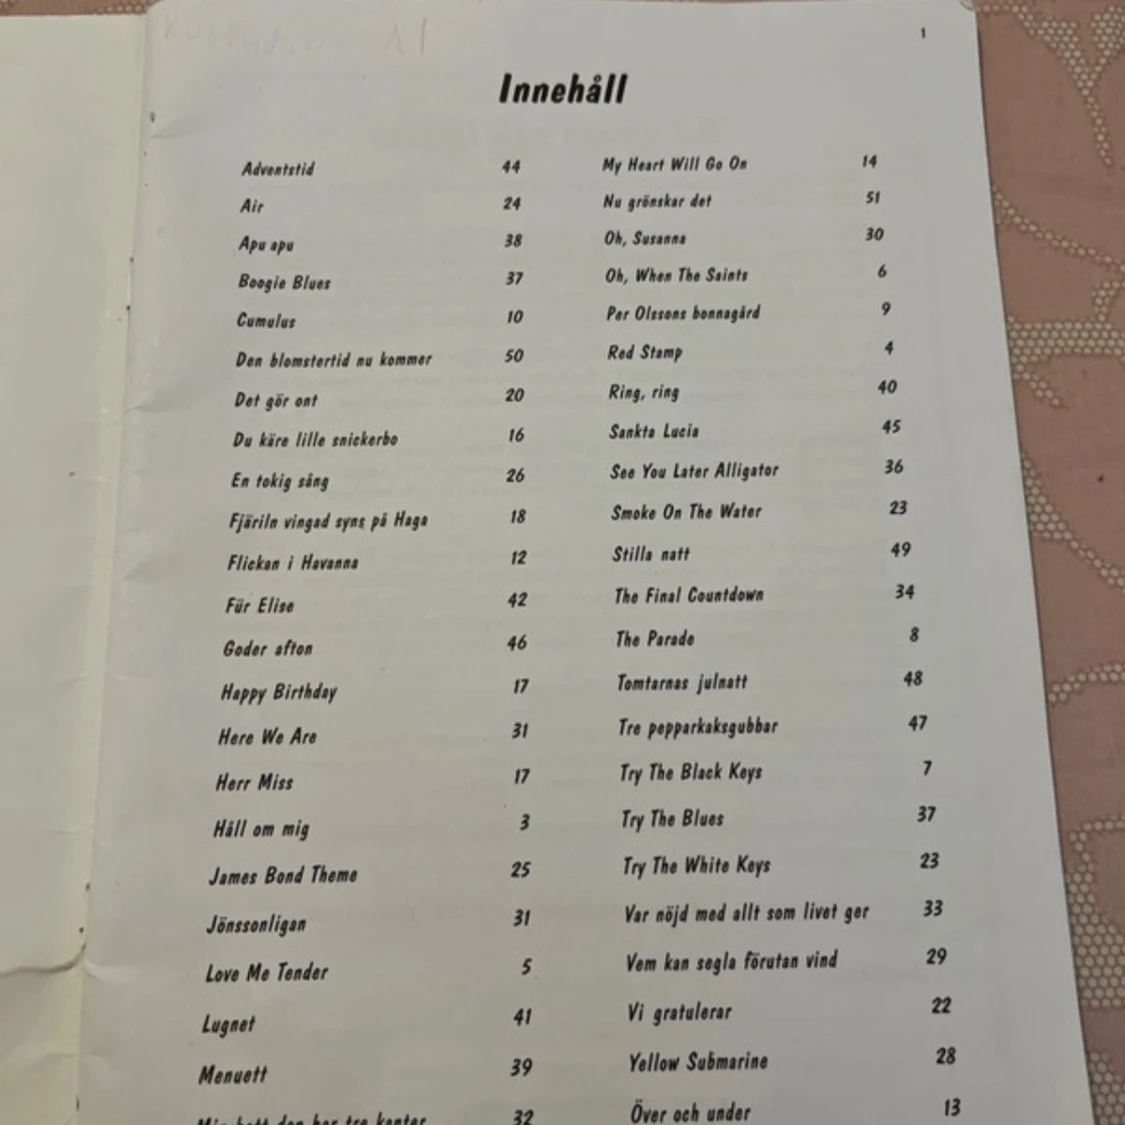 1
Innehåll
Adventstid 44
Air 24
Apu apu 38
Boogie Blues 37
Cumulus 10
Den blomstertid nu kommer 50
Det gör ont 20
Du käre lille snickerbo 16
En tokig sång 26
Fjäriln vingad syns på Haga 18
Flickan i Havanna 12
Für Elise 42
Goder afton 46
Happy Birthday 17
Here We Are 31
Herr Miss 17
Håll om mig 3
James Bond Theme 25
Jönssonligan 31
Love Me Tender 5
Lugnet 41
Menuett 39
Min hatt den har tre kanter 32
My Heart Will Go On 14
Nu grönskar det 51
Oh, Susanna 30
Oh, When The Saints 6
Per Olssons bonnagård 9
Red Stamp 4
Ring, ring 40
Sankta Lucia 45
See You Later Alligator 36
Smoke On The Water 23
Stilla natt 49
The Final Countdown 34
The Parade 8
Tomtarnas julnatt 48
Tre pepparkaksgubbar 47
Try The Black Keys 7
Try The Blues 37
Try The White Keys 23
Var nöjd med allt som livet ger 33
Vem kan segla förutan vind 29
Vi gratulerar 22
Yellow Submarine 28
Över och under 13